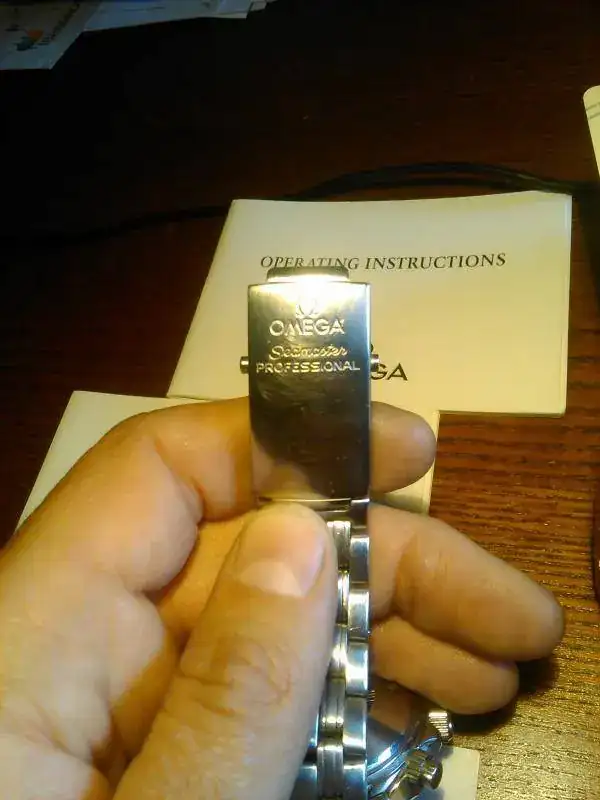 OPERATING INSTRUCTIONS
OMEGA
Seamaster
PROFESSIONAL
GA